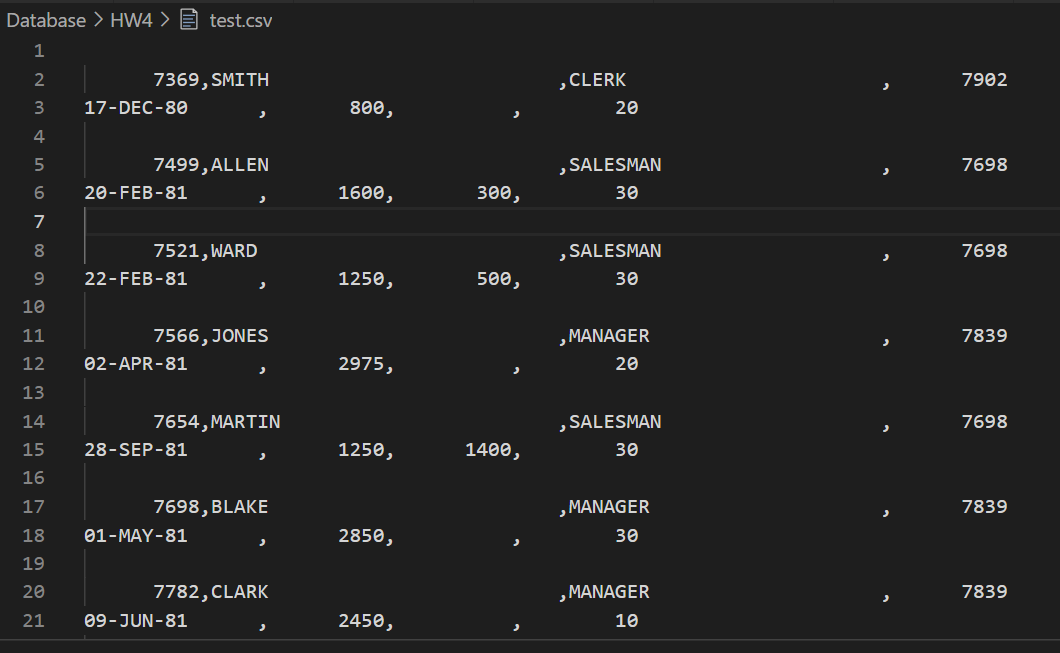 Database > HW4 > test.csv
1
2 7369,SMITH ,CLERK , 7902
3 17-DEC-80 , 800, , 20
4
5 7499,ALLEN ,SALESMAN , 7698
6 20-FEB-81 , 1600, 300, 30
7
8 7521,WARD ,SALESMAN , 7698
9 22-FEB-81 , 1250, 500, 30
10
11 7566,JONES ,MANAGER , 7839
12 02-APR-81 , 2975, , 20
13
14 7654,MARTIN ,SALESMAN , 7698
15 28-SEP-81 , 1250, 1400, 30
16
17 7698,BLAKE ,MANAGER , 7839
18 01-MAY-81 , 2850, , 30
19
20 7782,CLARK ,MANAGER , 7839
21 09-JUN-81 , 2450, , 10